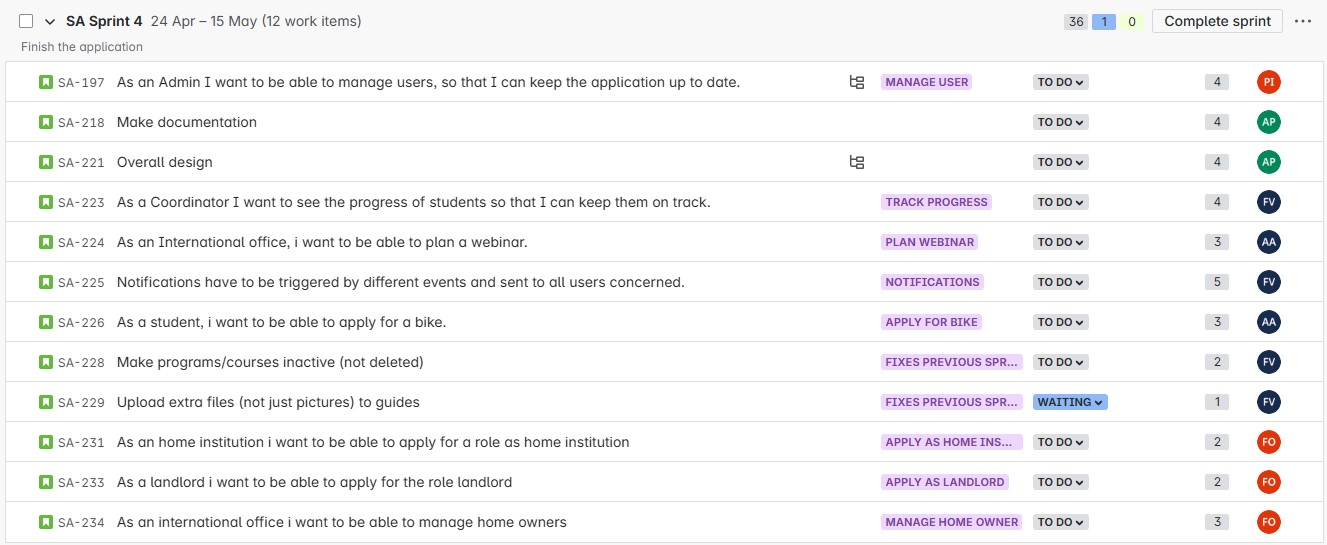 SA Sprint 4 24 Apr – 15 May (12 work items) 36 1 0 Complete sprint
Finish the application
SA-197 As an Admin I want to be able to manage users, so that I can keep the application up to date. MANAGE USER TO DO 4 PI
SA-218 Make documentation TO DO 4 AP
SA-221 Overall design TO DO 4 AP
SA-223 As a Coordinator I want to see the progress of students so that I can keep them on track. TRACK PROGRESS TO DO 4 FV
SA-224 As an International office, i want to be able to plan a webinar. PLAN WEBINAR TO DO 3 AA
SA-225 Notifications have to be triggered by different events and sent to all users concerned. NOTIFICATIONS TO DO 5 FV
SA-226 As a student, i want to be able to apply for a bike. APPLY FOR BIKE TO DO 3 AA
SA-228 Make programs/courses inactive (not deleted) FIXES PREVIOUS SPR... TO DO 2 FV
SA-229 Upload extra files (not just pictures) to guides FIXES PREVIOUS SPR... WAITING 1 FV
SA-231 As an home institution i want to be able to apply for a role as home institution APPLY AS HOME INS... TO DO 2 FO
SA-233 As a landlord i want to be able to apply for the role landlord APPLY AS LANDLORD TO DO 2 FO
SA-234 As an international office i want to be able to manage home owners MANAGE HOME OWNER TO DO 3 FO